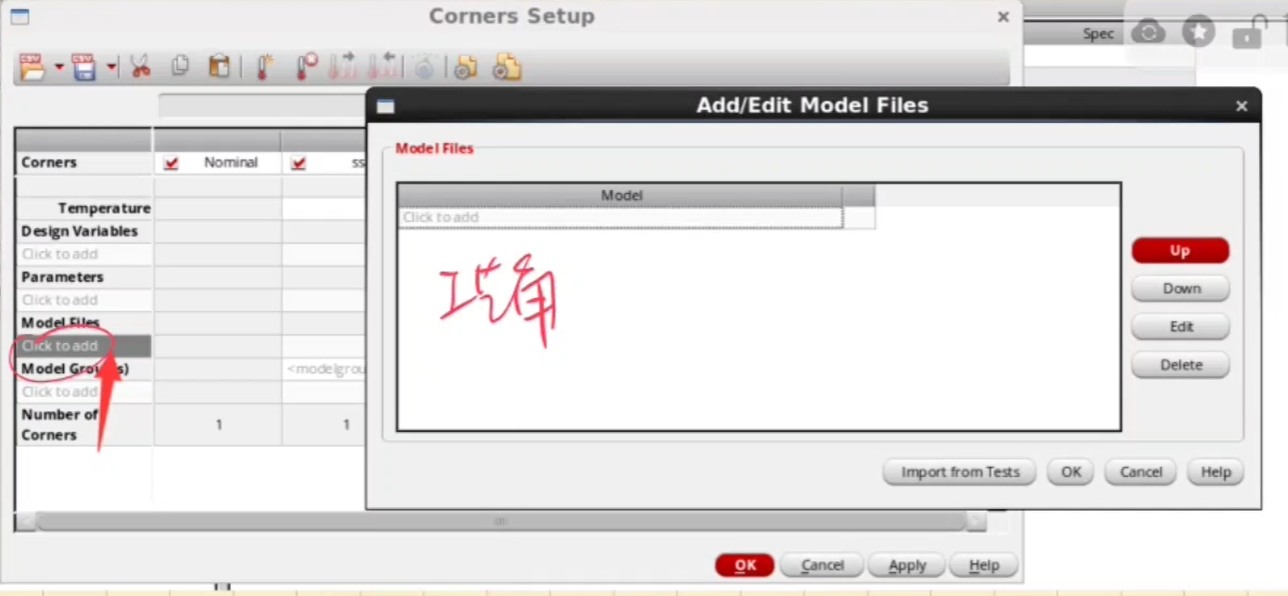 Corners Setup
Spec
Add/Edit Model Files
Model Files
Corners
Nominal
ss
Model
Click to add
Temperature
Design Variables
Click to add
Parameters
Click to add
Model Files
Click to add
Model Group(s)
<modelgrou
Click to add
Number of
Corners
1
1
工艺角
Up
Down
Edit
Delete
Import from Tests
OK
Cancel
Help
OK
Cancel
Apply
Help